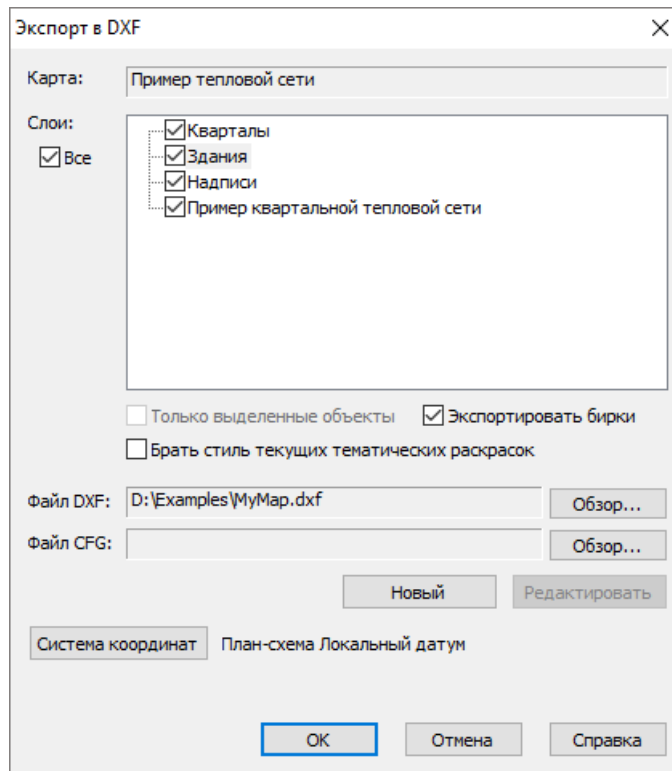 Экспорт в DXF
Карта: Пример тепловой сети
Слои:
Все
Кварталы
Здания
Надписи
Пример квартальной тепловой сети
Только выделенные объекты Экспортировать бирки
Брать стиль текущих тематических раскрасок
Файл DXF: D:\Examples\MyMap.dxf Обзор...
Файл CFG: Обзор...
Новый Редактировать
Система координат План-схема Локальный датум
OK Отмена Справка